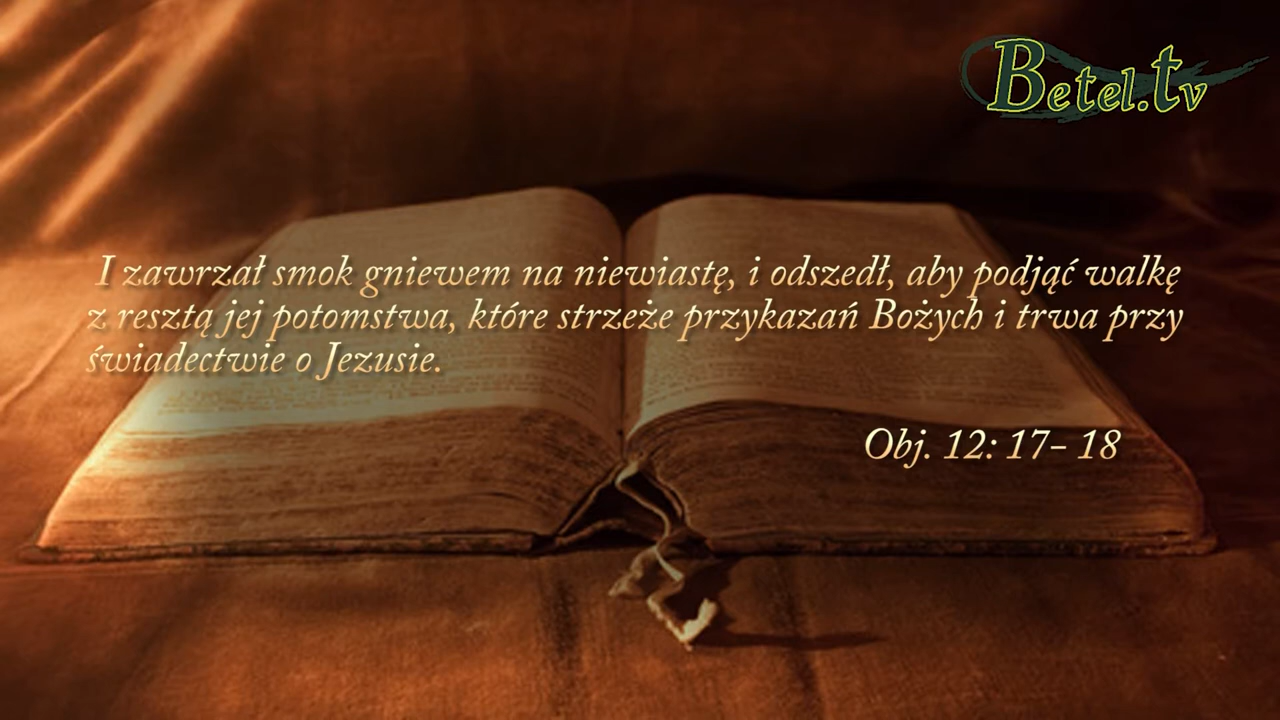 Betel.tv
I zawrzał smok gniewem na niewiastę, i odszedł, aby podjąć walkę
z resztą jej potomstwa, które strzeże przykazań Bożych i trwa przy
świadectwie o Jezusie.
Obj. 12: 17- 18